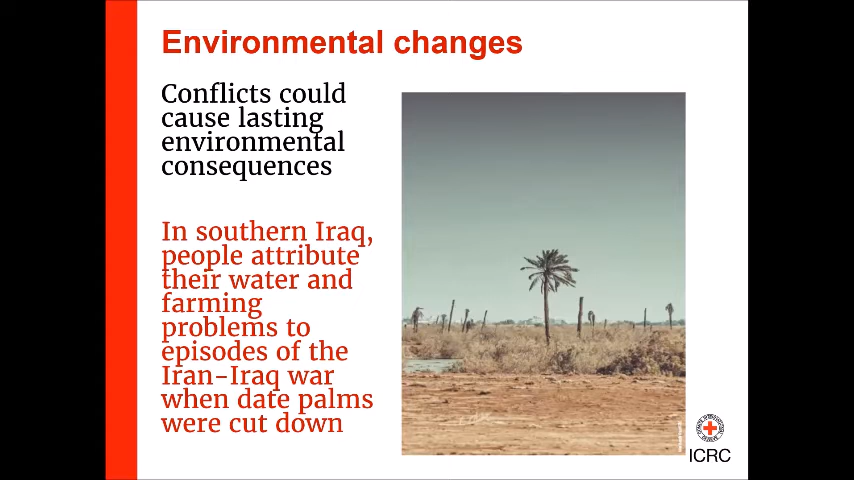 Environmental changes
Conflicts could
cause lasting
environmental
consequences
In southern Iraq,
people attribute
their water and
farming
problems to
episodes of the
Iran-Iraq war
when date palms
were cut down
ICRC